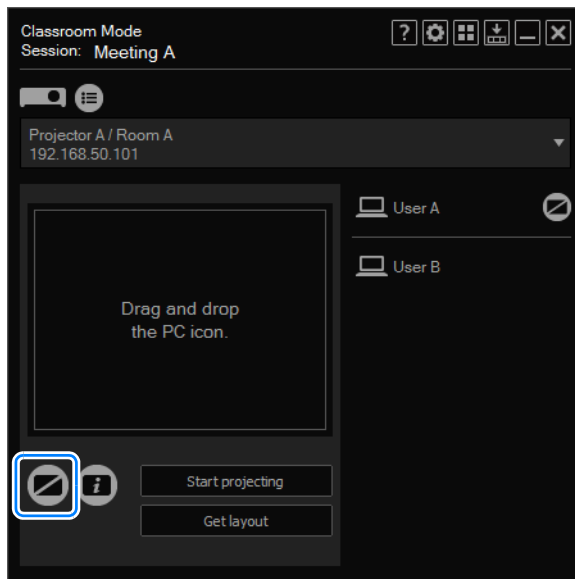 Classroom Mode
Session: Meeting A
?
Projector A / Room A
192.168.50.101
User A
User B
Drag and drop
the PC icon.
i
Start projecting
Get layout